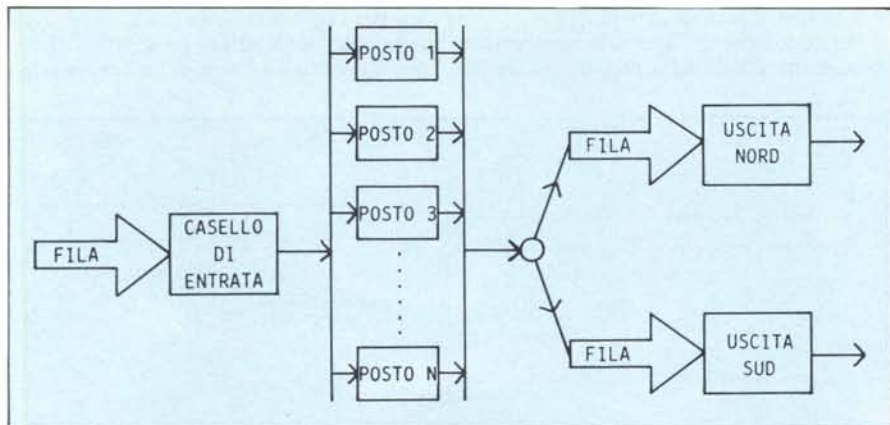 POSTO 1
POSTO 2
POSTO 3
POSTO N
FILA
CASELLO
DI
ENTRATA
FILA
USCITA
NORD
FILA
USCITA
SUD